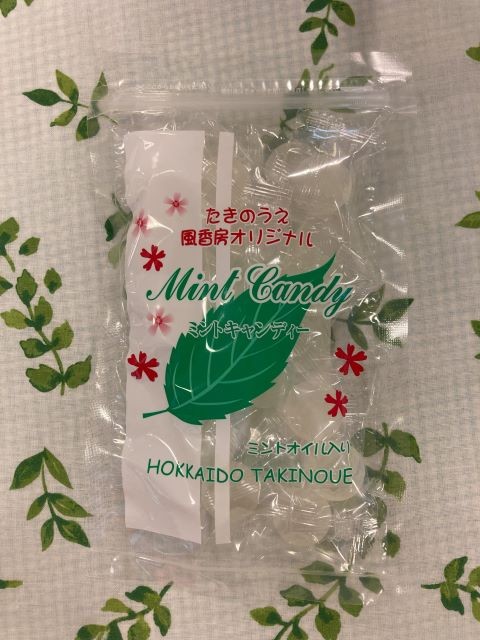 たきのうえ
風香房オリジナル
Mint Candy
ミントキャンディー
ミントオイル入り
HOKKAIDO TAKINOUE